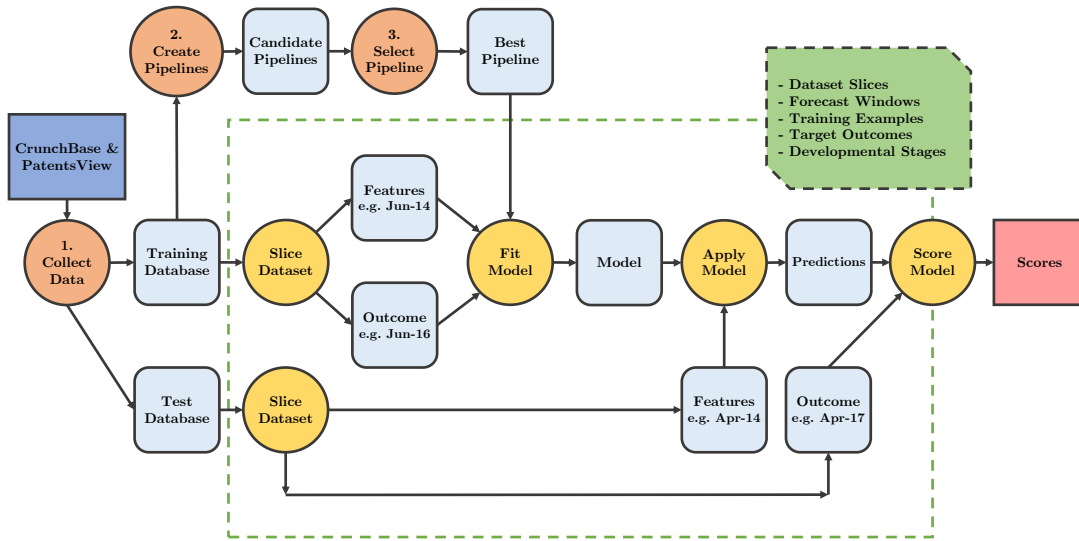 2.
Create
Pipelines
Candidate
Pipelines
3.
Select
Pipeline
Best
Pipeline
- Dataset Slices
- Forecast Windows
- Training Examples
- Target Outcomes
- Developmental Stages
CrunchBase &
PatentsView
Features
e.g. Jun-14
1.
Collect
Data
Training
Database
Slice
Dataset
Fit
Model
Model
Apply
Model
Predictions
Score
Model
Scores
Outcome
e.g. Jun-16
Test
Database
Slice
Dataset
Features
e.g. Apr-14
Outcome
e.g. Apr-17